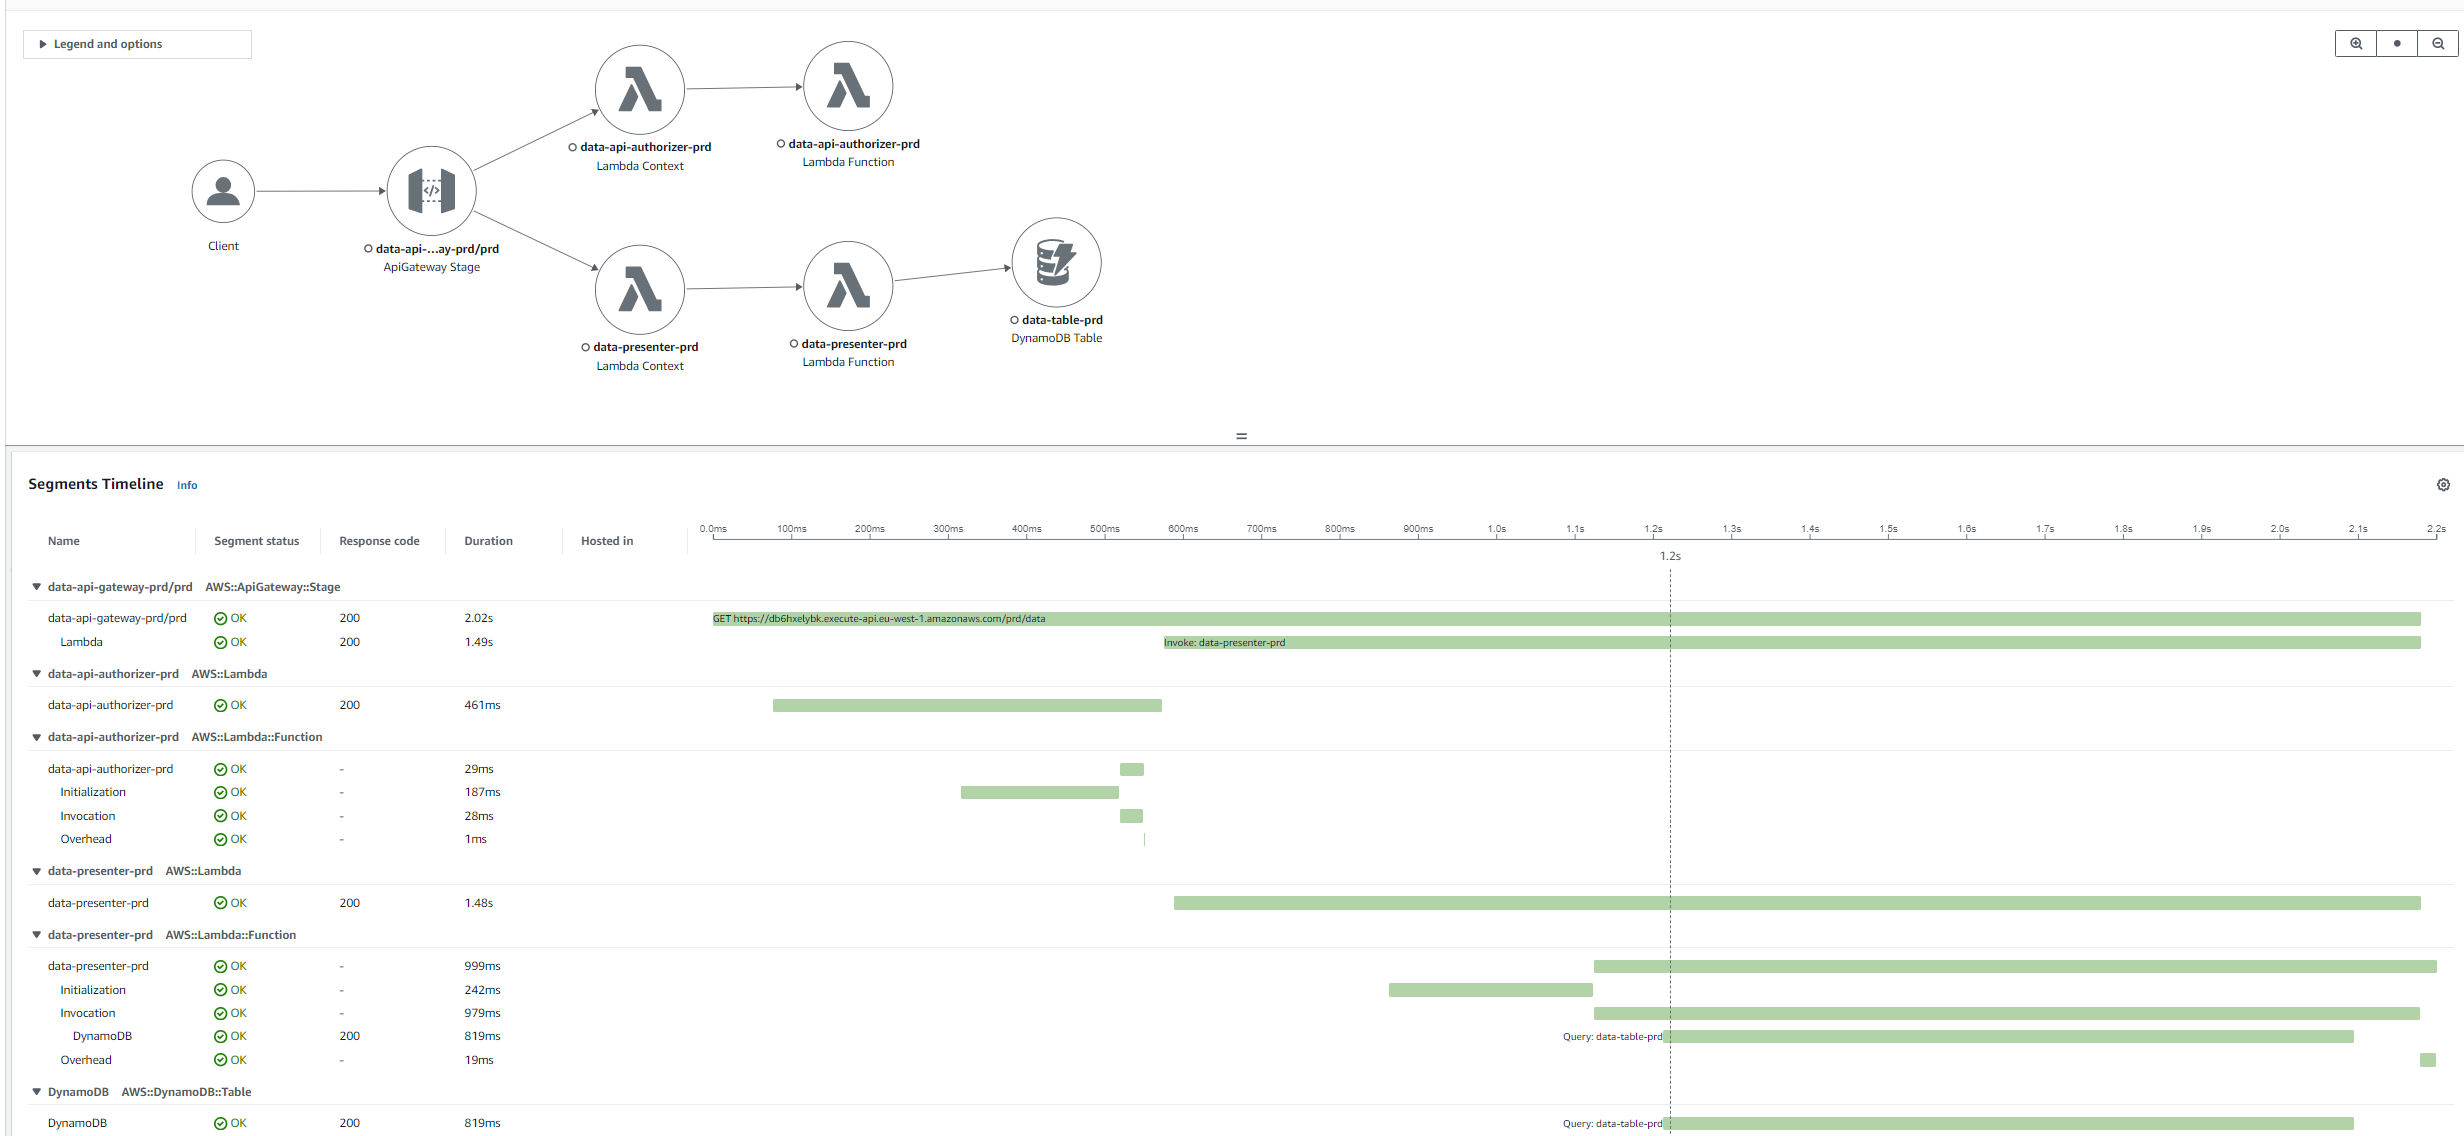 Legend and options
data-api-authorizer-prd
Lambda Context
data-api-authorizer-prd
Lambda Function
Client
data-api-...ay-prd/prd
ApiGateway Stage
data-presenter-prd
Lambda Context
data-presenter-prd
Lambda Function
data-table-prd
DynamoDB Table
Segments Timeline Info
Name Segment status Response code Duration Hosted in
0.0ms 100ms 200ms 300ms 400ms 500ms 600ms 700ms 800ms 900ms 1.0s 1.1s 1.2s 1.3s 1.4s 1.5s 1.6s 1.7s 1.8s 1.9s 2.0s 2.1s 2.2s
1.2s
data-api-gateway-prd/prd AWS::ApiGateway::Stage
data-api-gateway-prd/prd OK 200 2.02s GET https://db6hxelybk.execute-api.eu-west-1.amazonaws.com/prd/data
Lambda OK 200 1.49s Invoke: data-presenter-prd
data-api-authorizer-prd AWS::Lambda
data-api-authorizer-prd OK 200 461ms
data-api-authorizer-prd AWS::Lambda::Function
data-api-authorizer-prd OK - 29ms
Initialization OK - 187ms
Invocation OK - 28ms
Overhead OK - 1ms
data-presenter-prd AWS::Lambda
data-presenter-prd OK 200 1.48s
data-presenter-prd AWS::Lambda::Function
data-presenter-prd OK - 999ms
Initialization OK - 242ms
Invocation OK - 979ms
DynamoDB OK 200 819ms Query: data-table-prd
Overhead OK - 19ms
DynamoDB AWS::DynamoDB::Table
DynamoDB OK 200 819ms Query: data-table-prd